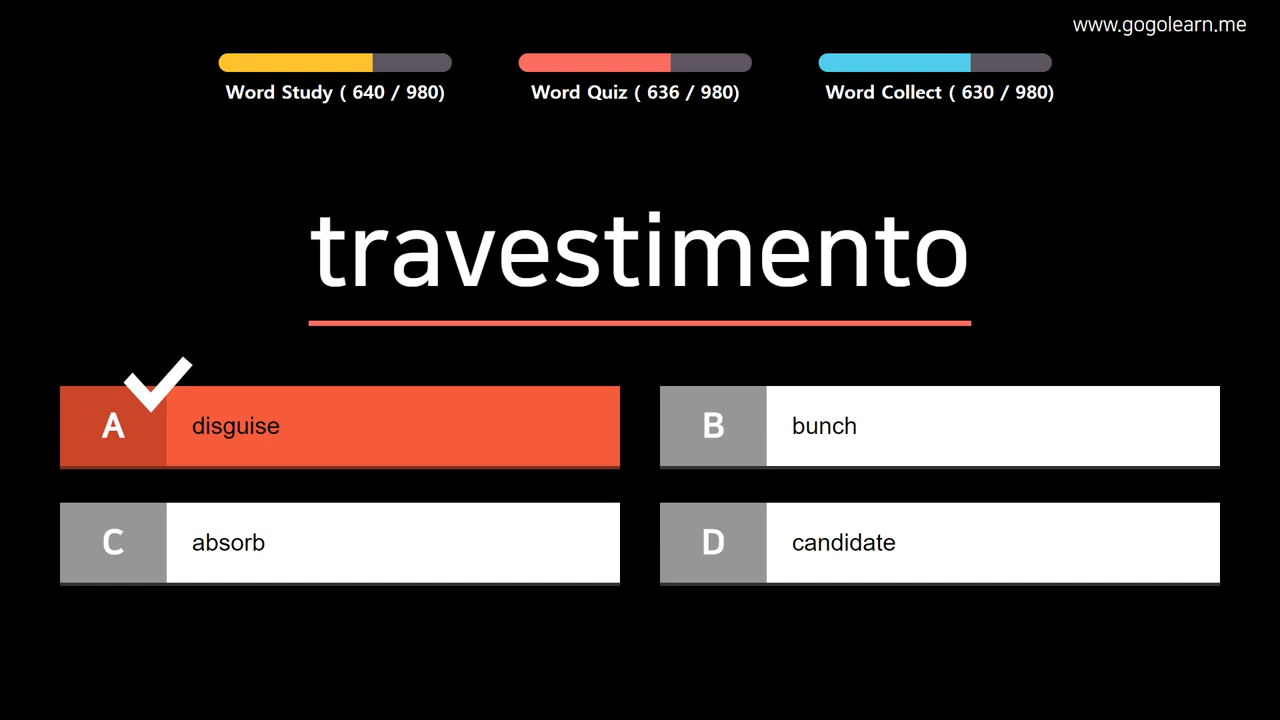 www.gogolearn.me
Word Study ( 640 / 980)
Word Quiz ( 636 / 980)
Word Collect ( 630 / 980)
travestimento
A disguise
B bunch
C absorb
D candidate